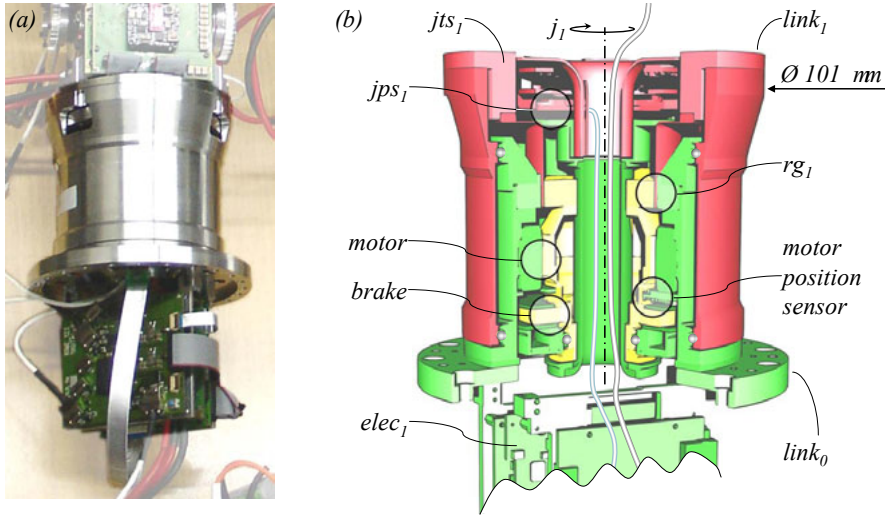 (a)
(b)
jts1
j1
link1
Ø 101 mm
jps1
rg1
motor
motor
position
sensor
brake
elec1
link0